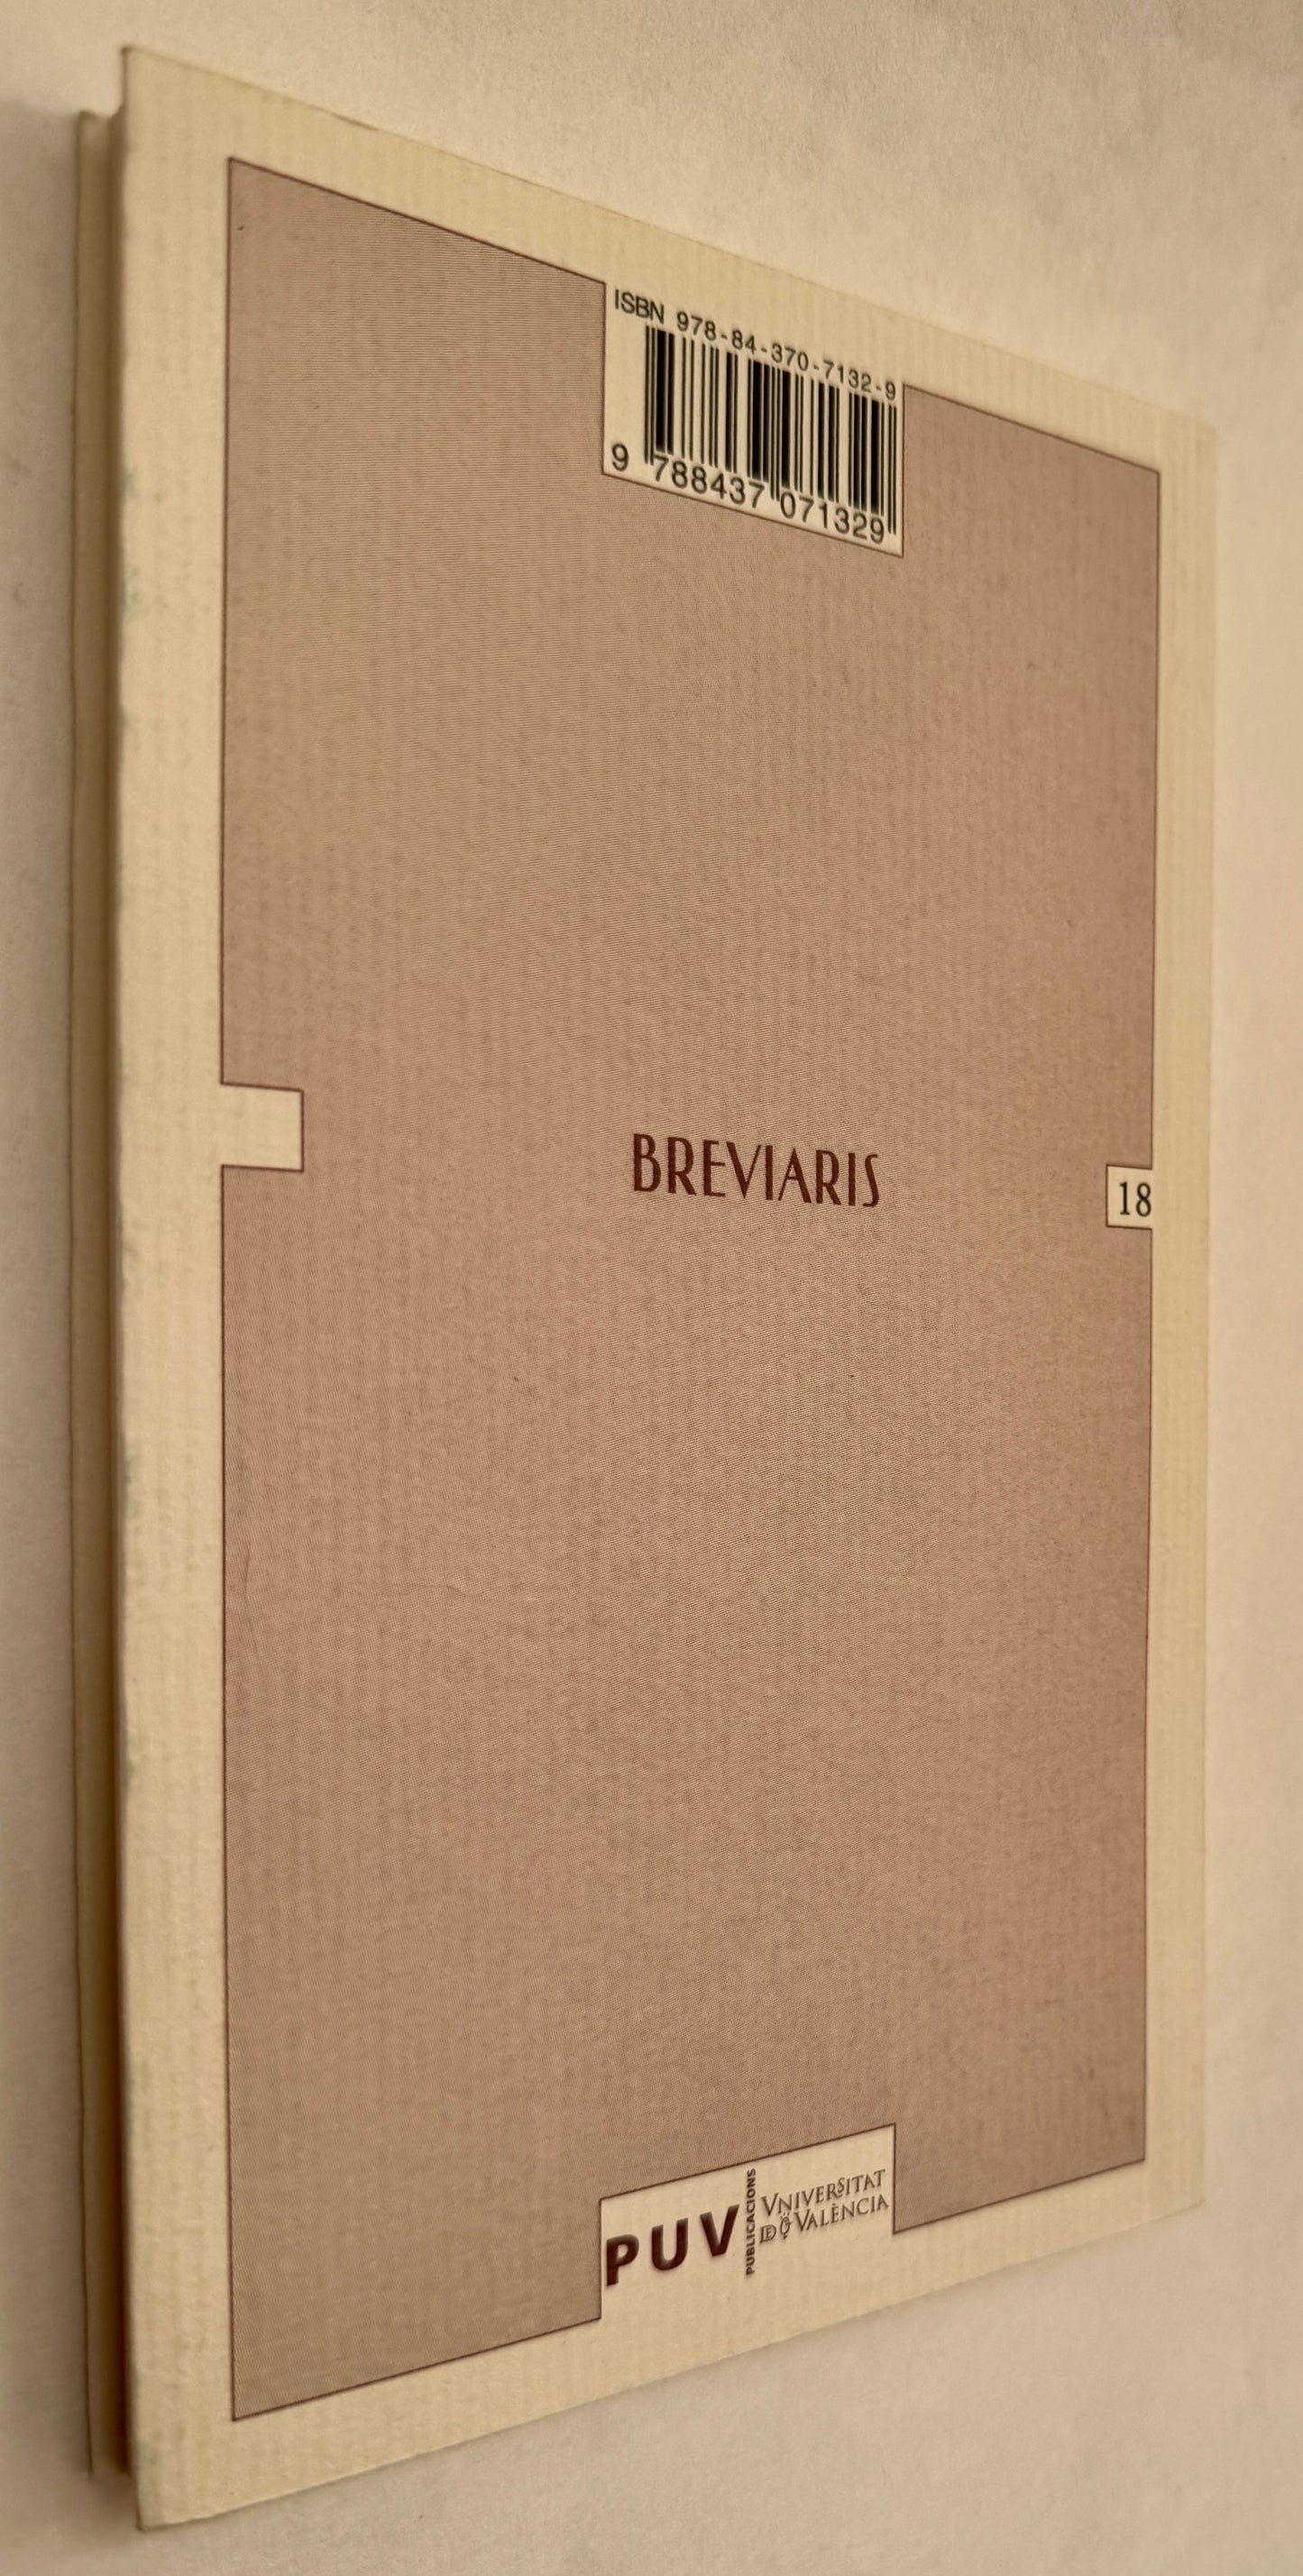 ISBN 978-84-370-7132-9
9 788437 071329
BREVIARIS
18
PUV
PUBLICACIONS
VNIVERSITAT
DE VALÈNCIA